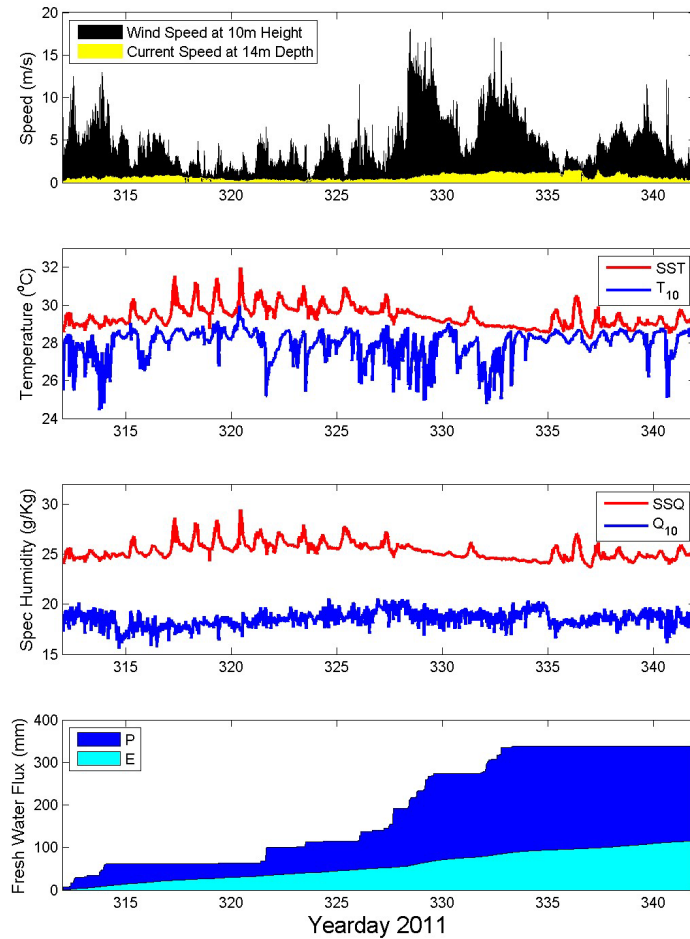 20
15
10
5
0
Speed (m/s)
Wind Speed at 10m Height
Current Speed at 14m Depth
315 320 325 330 335 340
32
30
28
26
24
Temperature (°C)
SST
T10
315 320 325 330 335 340
30
25
20
15
Spec Humidity (g/Kg)
SSQ
Q10
315 320 325 330 335 340
400
300
200
100
0
Fresh Water Flux (mm)
P
E
315 320 325 330 335 340
Yearday 2011